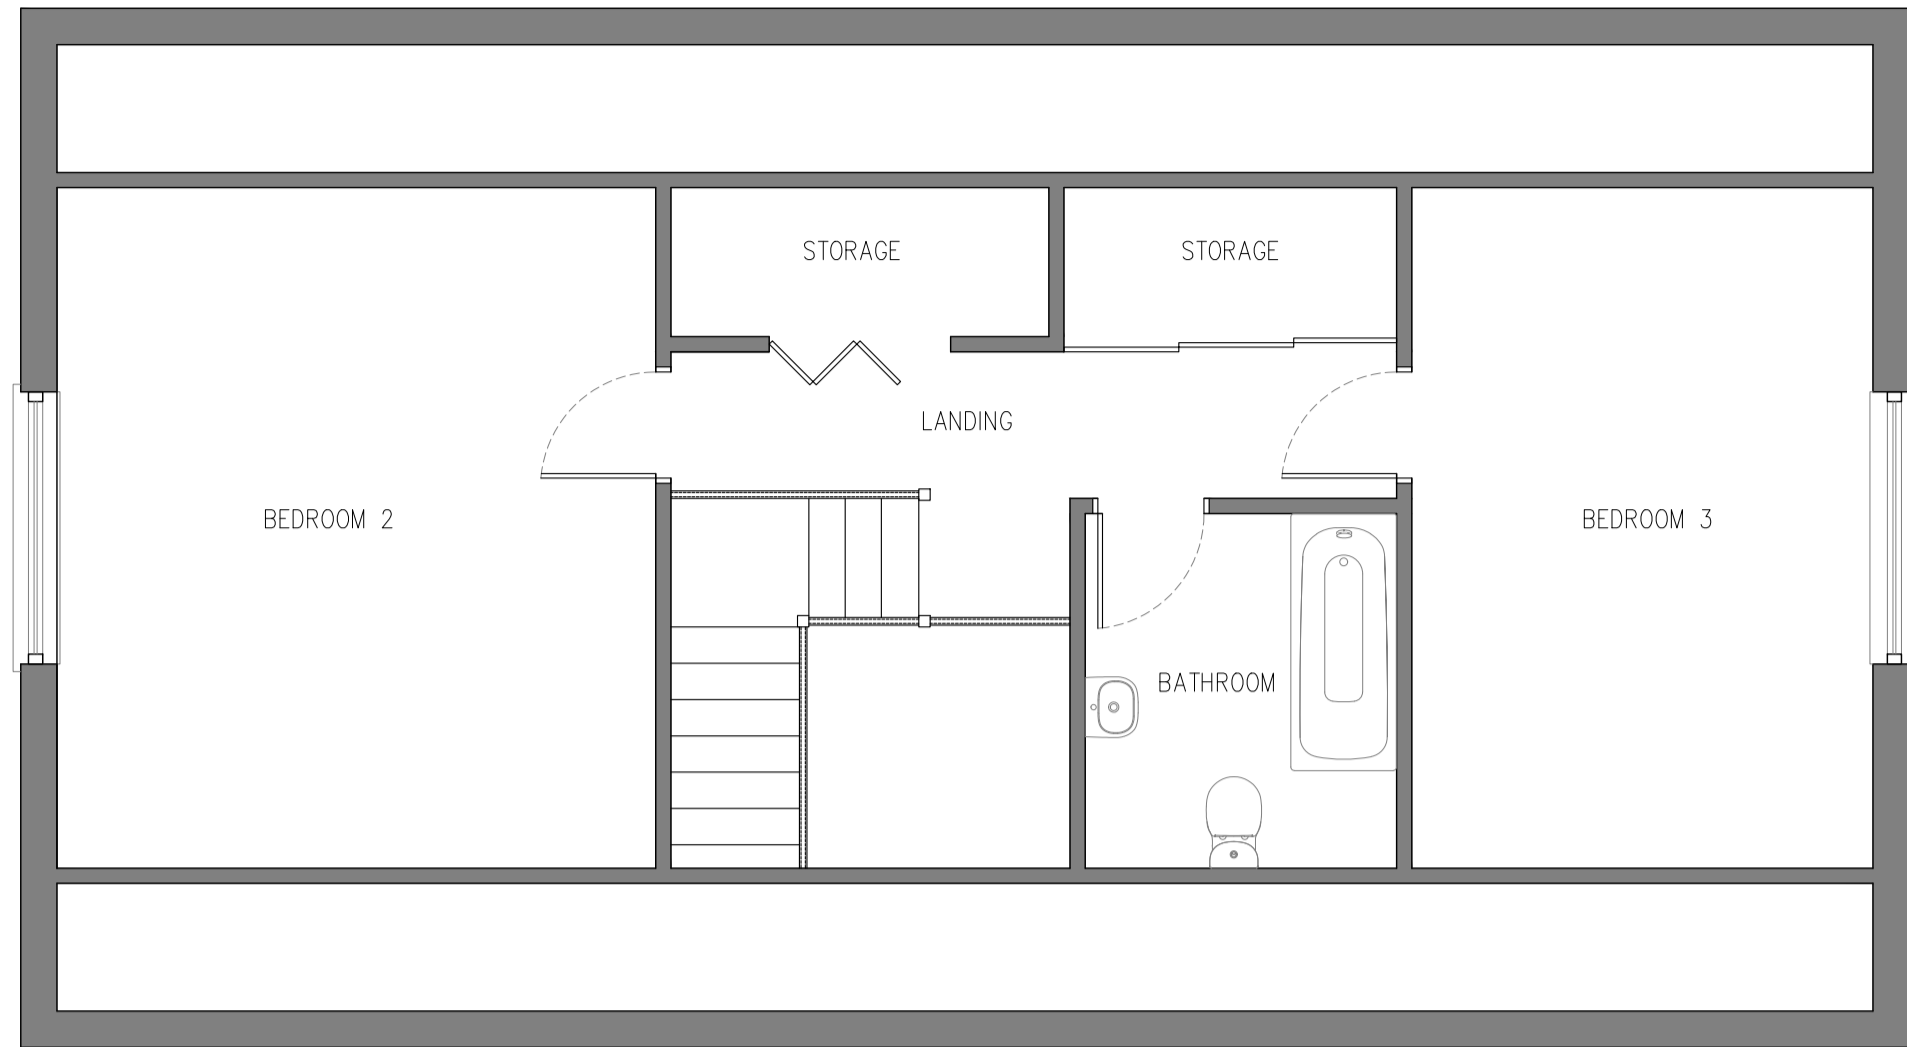 STORAGE
STORAGE
LANDING
BEDROOM 2
BEDROOM 3
BATHROOM